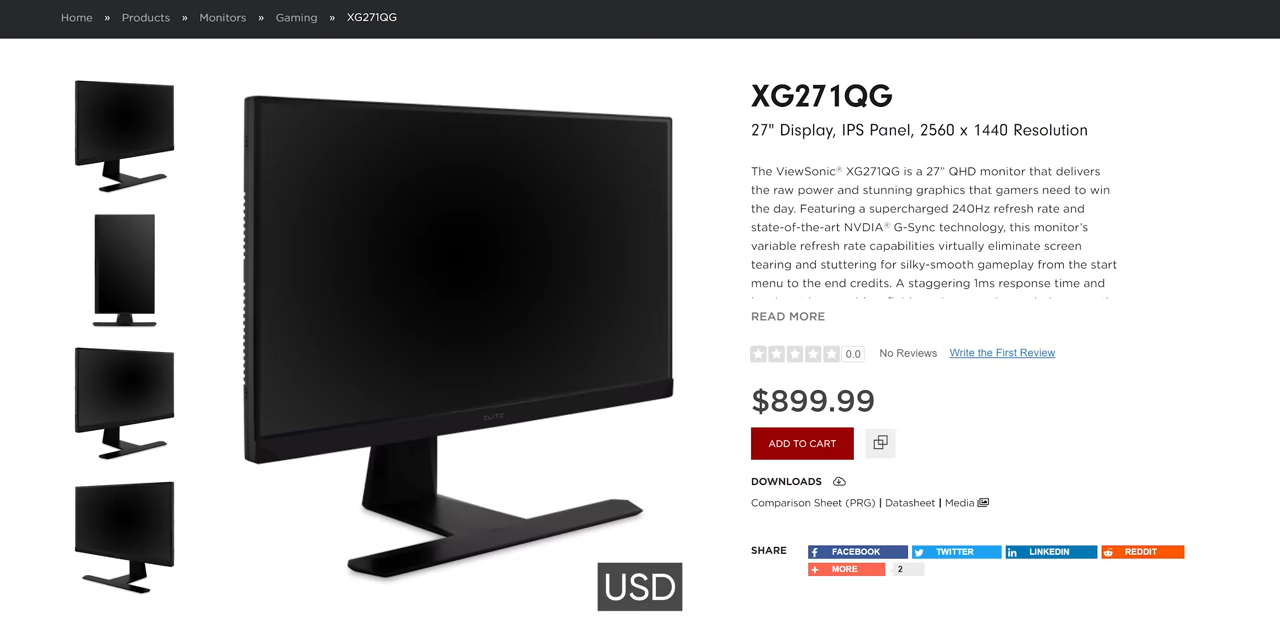 Home » Products » Monitors » Gaming » XG271QG
XG271QG
27" Display, IPS Panel, 2560 x 1440 Resolution
The ViewSonic® XG271QG is a 27” QHD monitor that delivers
the raw power and stunning graphics that gamers need to win
the day. Featuring a supercharged 240Hz refresh rate and
state-of-the-art NVDIA® G-Sync technology, this monitor’s
variable refresh rate capabilities virtually eliminate screen
tearing and stuttering for silky-smooth gameplay from the start
menu to the end credits. A staggering 1ms response time and
READ MORE
0.0 No Reviews Write the First Review
$899.99
ADD TO CART
DOWNLOADS
Comparison Sheet (PRG) | Datasheet | Media
SHARE FACEBOOK TWITTER LINKEDIN REDDIT
MORE 2
ELITE
USD